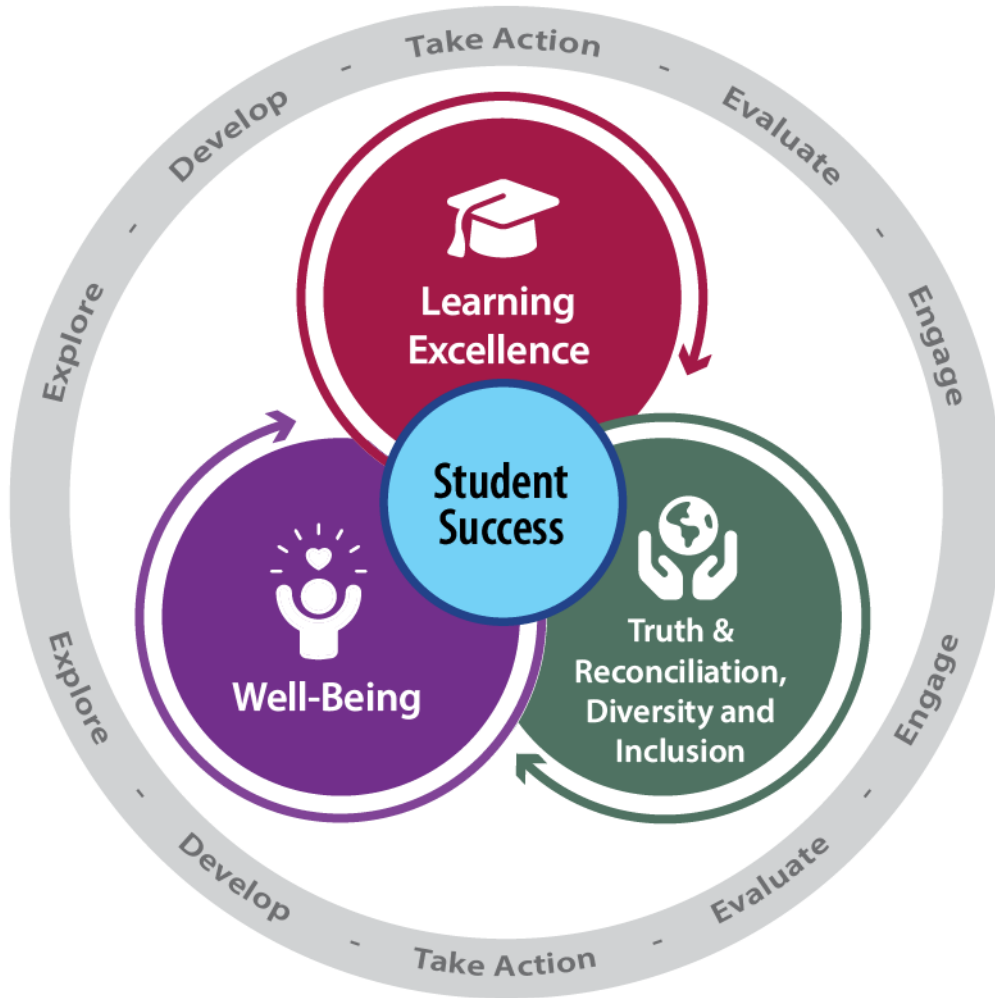 Explore - Develop - Take Action - Evaluate - Engage
Learning
Excellence
Student
Success
Well-Being
Truth &
Reconciliation,
Diversity and
Inclusion
Explore - Develop - Take Action - Evaluate - Engage